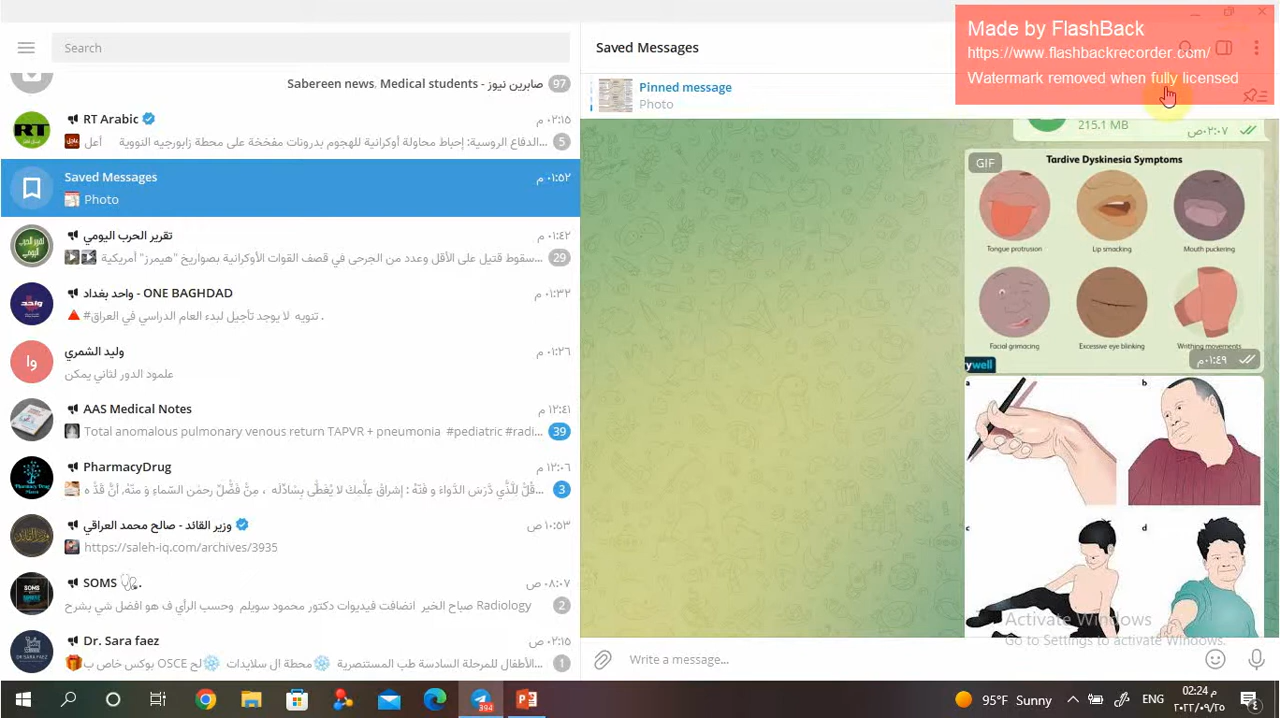 Search
Saved Messages
Made by FlashBack
https://www.flashbackrecorder.com/
Watermark removed when fully licensed
Pinned message
Photo
Sabereen news, Medical students - صابرين نيوز
97
RT Arabic
٠٢:١٥ م
الدفاع الروسية: إحباط محاولة أوكرانية للهجوم بدرونات مفخخة على محطة زابورجيه النووية أعل...
5
Saved Messages
٠١:٥٢ م
Photo
تقرير الحرب اليومي
٠١:٤٢ م
سقوط قتيل على الأقل وعدد من الجرحى في قصف القوات الأوكرانية بصواريخ "هيمرز" أمريكية...
29
واحد بغداد - ONE BAGHDAD
٠١:٣٢ م
#تنويه لا يوجد تأجيل لبدء العام الدراسي في العراق .
وا
وليد الشمري
٠١:٢٦ م
علمود الدور لثاني يمكن
AAS Medical Notes
١٢:٤١ م
Total anomalous pulmonary venous return TAPVR + pneumonia #pediatric #radi...
39
PharmacyDrug
١٢:٠٦ م
3
وزير القائد - صالح محمد العراقي
١٠:٥٣ ص
https://saleh-iq.com/archives/3935
SOMS
٠٨:٠٧ ص
صباح الخير انضافت فيديوات دكتور محمود سويلم وحسب الرأي ف هو افضل شي يشرح Radiology
2
Dr. Sara faez
٠٢:١٥ ص
الأطفال للمرحلة السادسة طب المستنصرية محطة ال سلايدات لح OSCE بوكس خاص ب
1
215.1 MB
٠٢:٠٧ ص
GIF
Tardive Dyskinesia Symptoms
Tongue protrusion
Lip smacking
Mouth puckering
Facial grimacing
Excessive eye blinking
Writhing movements
ywell
٠١:٤٩ م
a
b
c
d
Activate Windows
Go to Settings to activate Windows.
Write a message...
394
95°F Sunny
ENG
02:24 م
٢٠٢٢/٠٩/٢٥